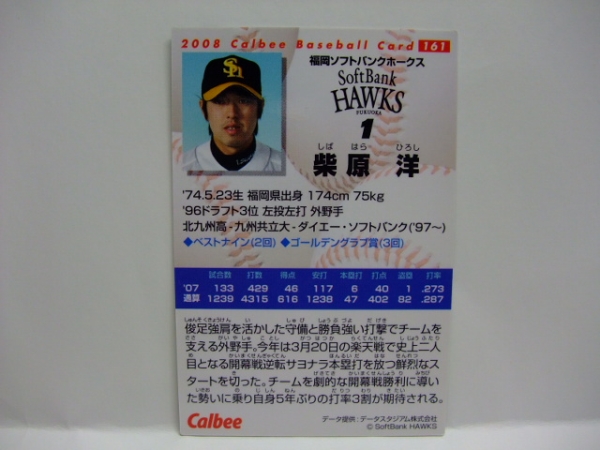 2008 Calbee Baseball Card 161
SH
福岡ソフトバンクホークス
SoftBank
HAWKS
FUKUOKA
1
しば はら ひろし
柴原 洋
'74.5.23生 福岡県出身 174cm 75kg
'96ドラフト3位 左投左打 外野手
北九州高-九州共立大-ダイエー・ソフトバンク('97～)
◆ベストナイン(2回) ◆ゴールデングラブ賞(3回)
試合数 打数 得点 安打 本塁打 打点 盗塁 打率
'07 133 429 46 117 6 40 1 .273
通算 1239 4315 616 1238 47 402 82 .287
俊足強肩を活かした守備と勝負強い打撃でチームを
支える外野手。今年は3月20日の楽天戦で史上二人
目となる開幕戦逆転サヨナラ本塁打を放つ鮮烈なス
タートを切った。チームを劇的な開幕戦勝利に導い
た勢いに乗り自身5年ぶりの打率3割が期待される。
Calbee
データ提供：データスタジアム株式会社
© SoftBank HAWKS